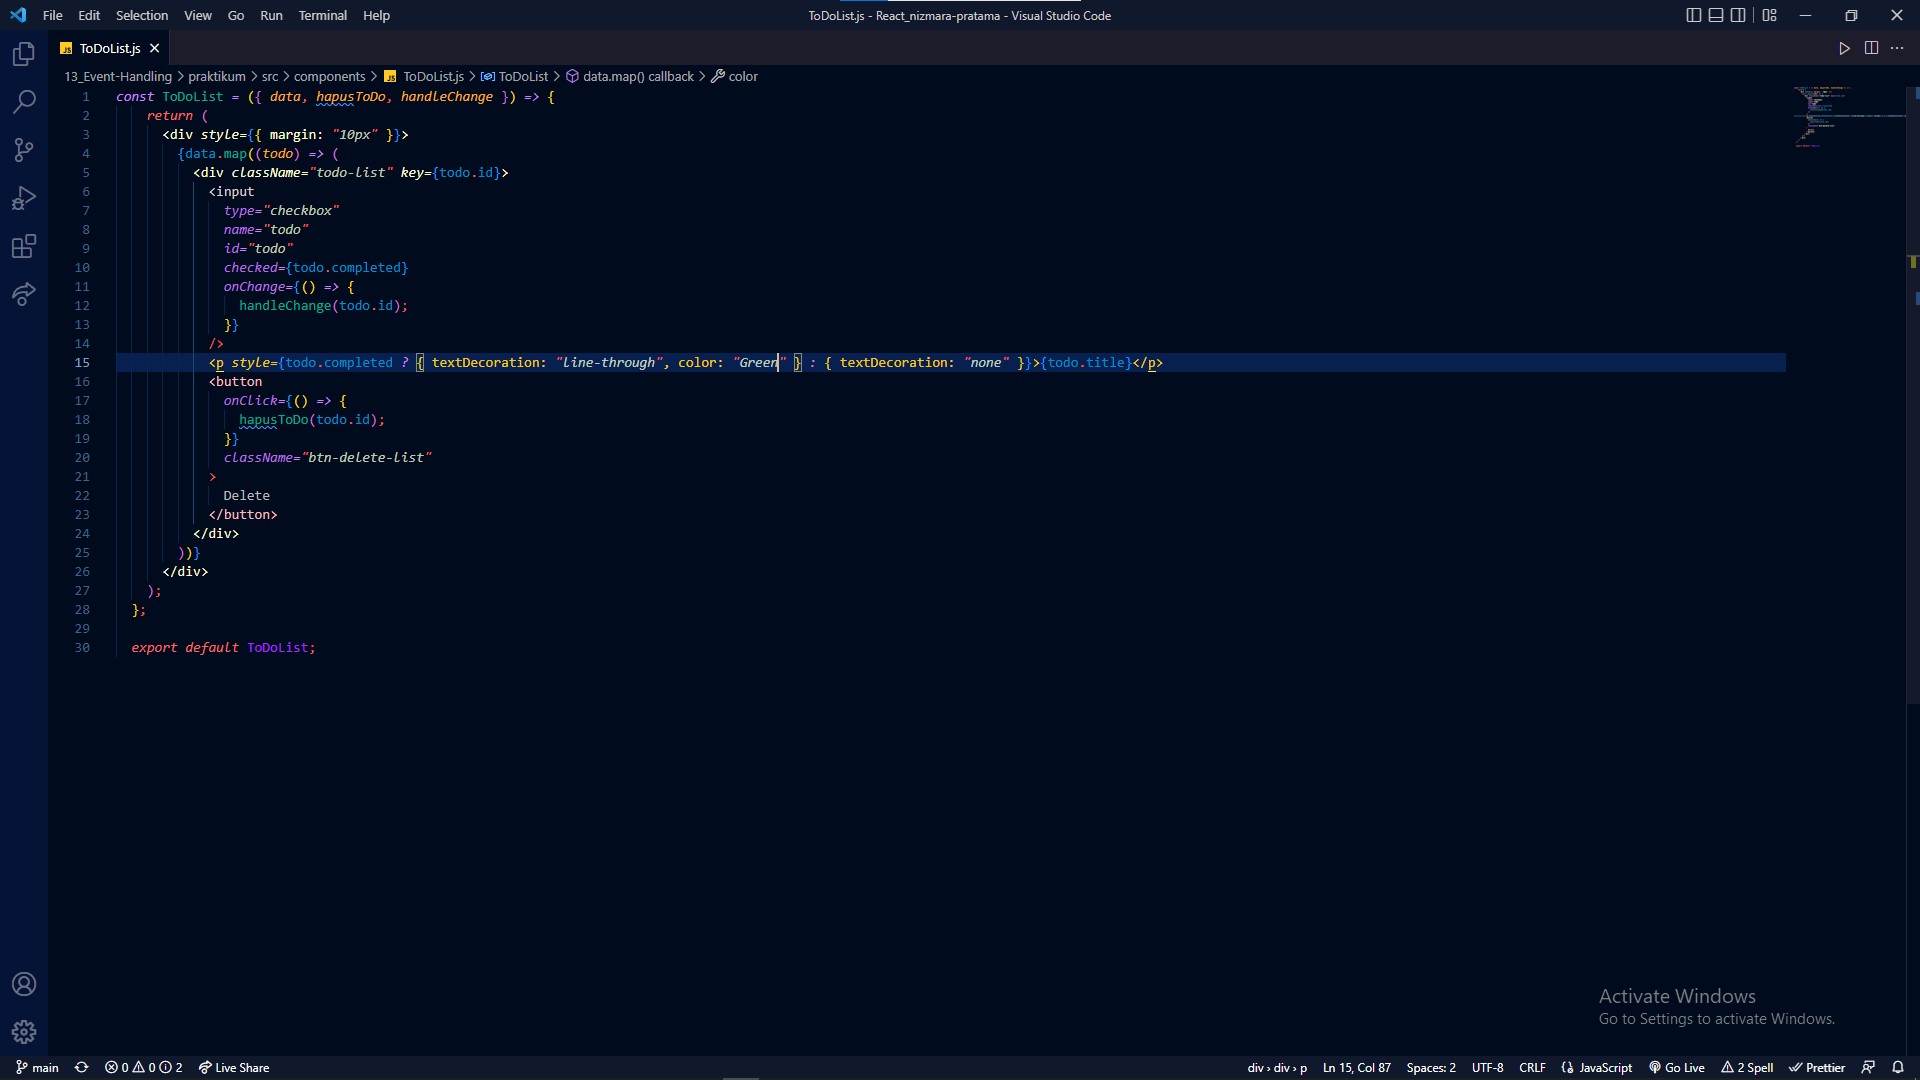 File Edit Selection View Go Run Terminal Help
ToDoList.js - React_nizmara-pratama - Visual Studio Code
JS ToDoList.js
13_Event-Handling > praktikum > src > components > JS ToDoList.js > ToDoList > data.map() callback > color
1 const ToDoList = ({ data, hapusToDo, handleChange }) => {
2 return (
3 <div style={{ margin: "10px" }}>
4 {data.map((todo) => (
5 <div className="todo-list" key={todo.id}>
6 <input
7 type="checkbox"
8 name="todo"
9 id="todo"
10 checked={todo.completed}
11 onChange={() => {
12 handleChange(todo.id);
13 }}
14 />
15 <p style={todo.completed ? { textDecoration: "line-through", color: "Green" } : { textDecoration: "none" }}>{todo.title}</p>
16 <button
17 onClick={() => {
18 hapusToDo(todo.id);
19 }}
20 className="btn-delete-list"
21 >
22 Delete
23 </button>
24 </div>
25 ))}
26 </div>
27 );
28 };
29
30 export default ToDoList;
Activate Windows
Go to Settings to activate Windows.
main 0 0 2 Live Share div › div › p Ln 15, Col 87 Spaces: 2 UTF-8 CRLF JavaScript Go Live 2 Spell Prettier